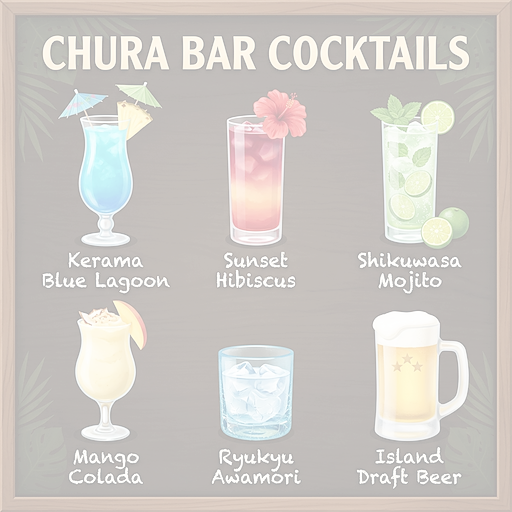 CHURA BAR COCKTAILS
Kerama
Blue Lagoon
Sunset
Hibiscus
Shikuwasa
Mojito
Mango
Colada
Ryukyu
Awamori
Island
Draft Beer